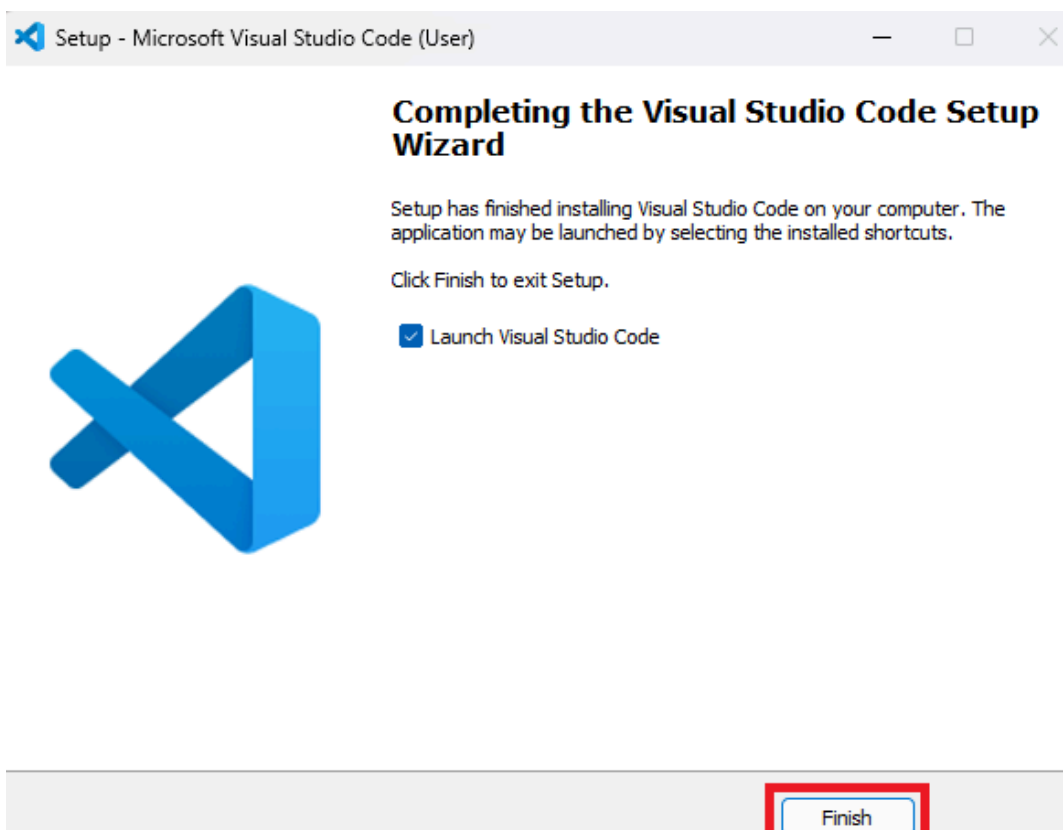 Setup - Microsoft Visual Studio Code (User)
Completing the Visual Studio Code Setup
Wizard
Setup has finished installing Visual Studio Code on your computer. The
application may be launched by selecting the installed shortcuts.
Click Finish to exit Setup.
Launch Visual Studio Code
Finish